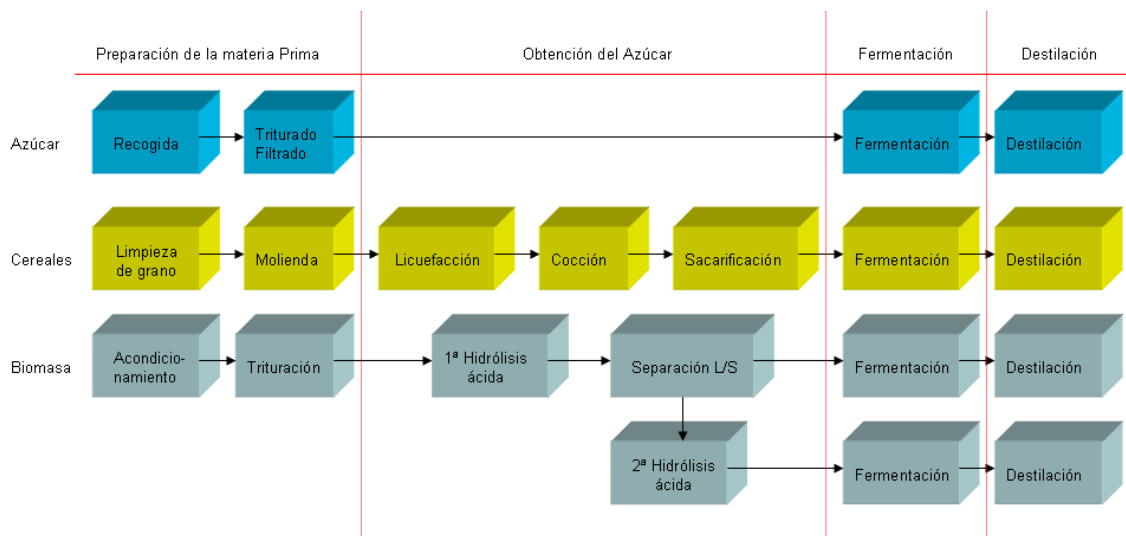 Preparación de la materia Prima
Obtención del Azúcar
Fermentación
Destilación
Azúcar
Recogida
Triturado
Filtrado
Fermentación
Destilación
Cereales
Limpieza
de grano
Molienda
Licuefacción
Cocción
Sacarificación
Fermentación
Destilación
Biomasa
Acondicio-
namiento
Trituración
1ª Hidrólisis
ácida
Separación L/S
Fermentación
Destilación
2ª Hidrólisis
ácida
Fermentación
Destilación